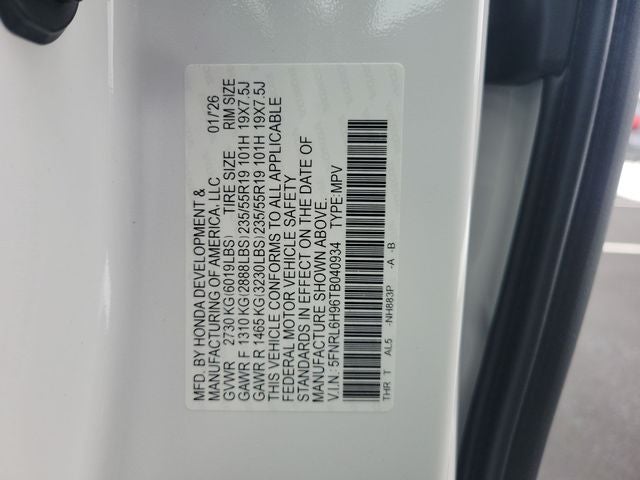 MFD. BY HONDA DEVELOPMENT & 01/'26
MANUFACTURING OF AMERICA, LLC
GVWR 2730 KG(6019LBS) TIRE SIZE RIM SIZE
GAWR F 1310 KG(2888LBS)235/55R19 101H 19X7.5J
GAWR R 1465 KG(3230LBS)235/55R19 101H 19X7.5J
THIS VEHICLE CONFORMS TO ALL APPLICABLE
FEDERAL MOTOR VEHICLE SAFETY
STANDARDS IN EFFECT ON THE DATE OF
MANUFACTURE SHOWN ABOVE.
V.I.N.: 5FNRL6H96TB040934 TYPE:MPV
THR: T AL5 -NH883P -A -B